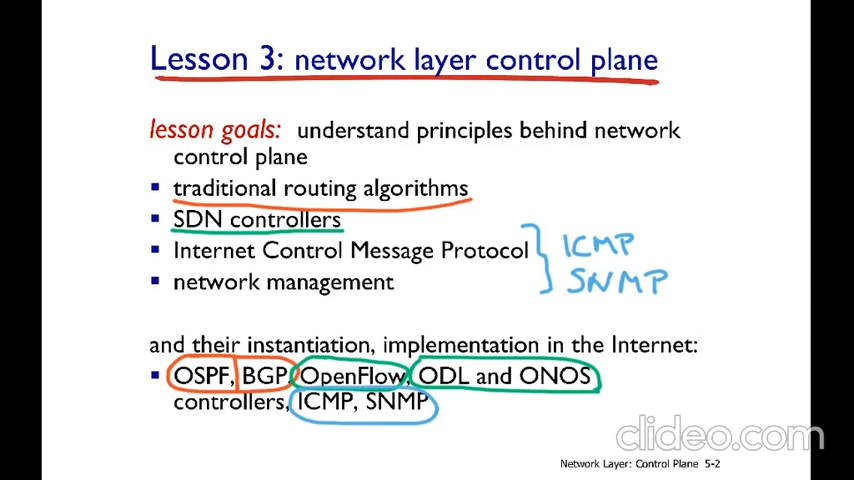 Lesson 3: network layer control plane
lesson goals: understand principles behind network
control plane
▪ traditional routing algorithms
▪ SDN controllers
▪ Internet Control Message Protocol
ICMP
▪ network management
SNMP
and their instantiation, implementation in the Internet:
▪ OSPF, BGP, OpenFlow, ODL and ONOS
controllers, ICMP, SNMP
clideo.com
Network Layer: Control Plane 5-2